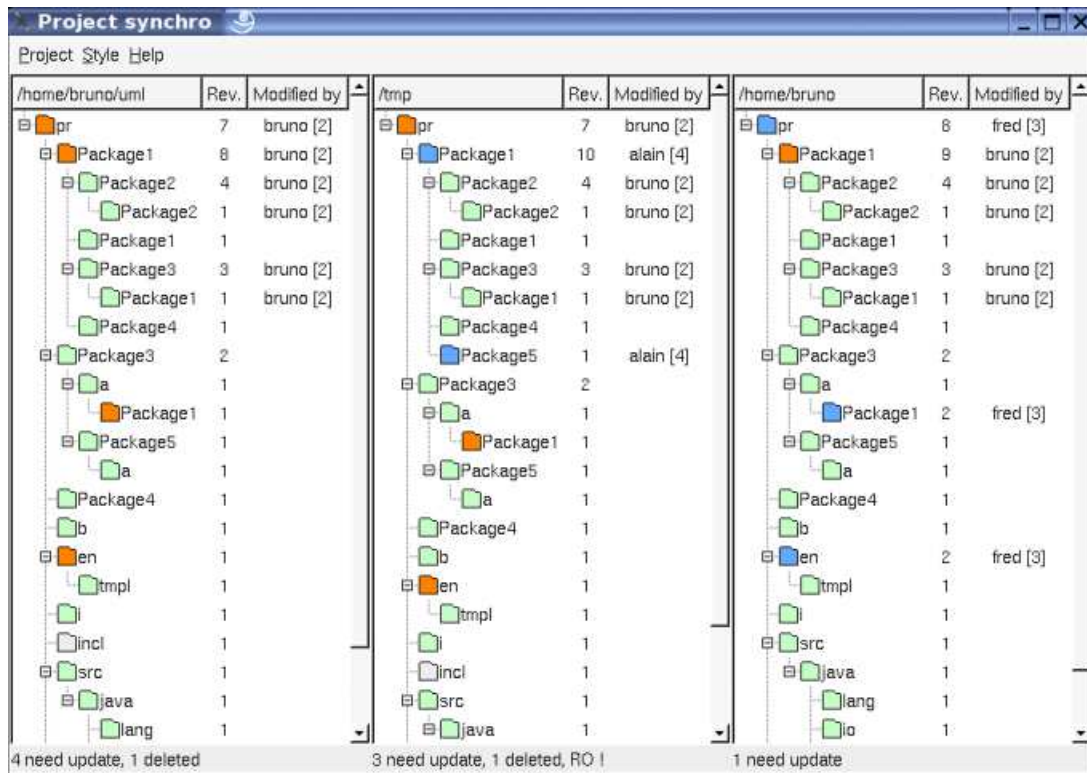 Project synchro
Project Style Help
/home/bruno/uml Rev. Modified by
pr 7 bruno [2]
Package1 8 bruno [2]
Package2 4 bruno [2]
Package2 1 bruno [2]
Package1 1
Package3 3 bruno [2]
Package1 1 bruno [2]
Package4 1
Package3 2
a 1
Package1 1
Package5 1
a 1
Package4 1
b 1
en 1
tmpl 1
i 1
incl 1
src 1
java 1
lang 1
4 need update, 1 deleted
/tmp Rev. Modified by
pr 7 bruno [2]
Package1 10 alain [4]
Package2 4 bruno [2]
Package2 1 bruno [2]
Package1 1
Package3 3 bruno [2]
Package1 1 bruno [2]
Package4 1
Package5 1 alain [4]
Package3 2
a 1
Package1 1
Package5 1
a 1
Package4 1
b 1
en 1
tmpl 1
i 1
incl 1
src 1
java 1
3 need update, 1 deleted, RO !
/home/bruno Rev. Modified by
pr 8 fred [3]
Package1 9 bruno [2]
Package2 4 bruno [2]
Package2 1 bruno [2]
Package1 1
Package3 3 bruno [2]
Package1 1 bruno [2]
Package4 1
Package3 2
a 1
Package1 2 fred [3]
Package5 1
a 1
Package4 1
b 1
en 2 fred [3]
tmpl 1
i 1
src 1
java 1
lang 1
io 1
1 need update